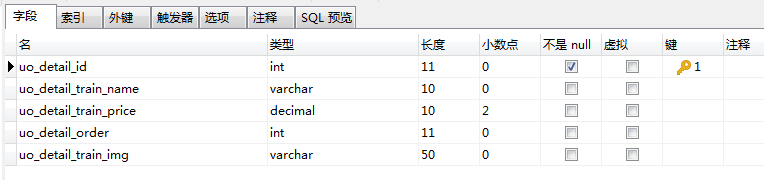 字段 索引 外键 触发器 选项 注释 SQL 预览
名 类型 长度 小数点 不是 null 虚拟 键 注释
uo_detail_id int 11 0 1
uo_detail_train_name varchar 10 0
uo_detail_train_price decimal 10 2
uo_detail_order int 11 0
uo_detail_train_img varchar 50 0